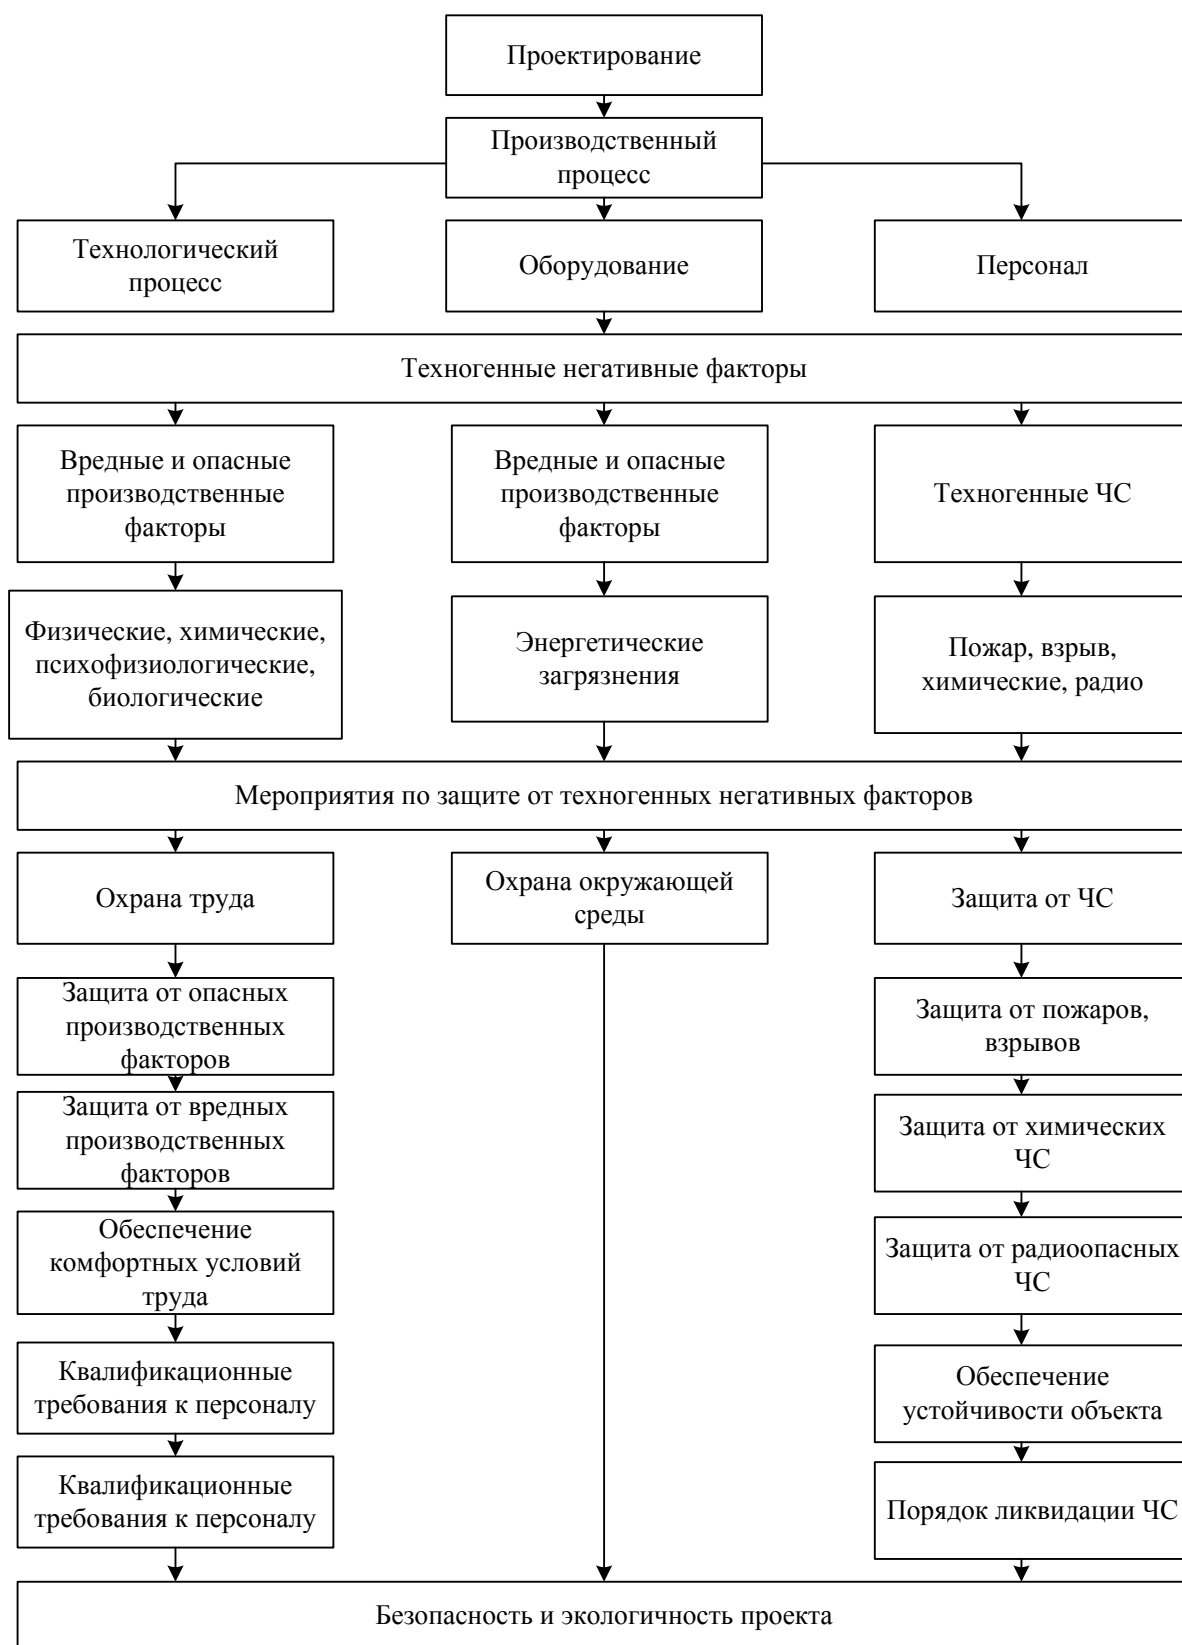 Проектирование
Производственный
процесс
Технологический
процесс
Оборудование
Персонал
Техногенные негативные факторы
Вредные и опасные
производственные
факторы
Вредные и опасные
производственные
факторы
Техногенные ЧС
Физические, химические,
психофизиологические,
биологические
Энергетические
загрязнения
Пожар, взрыв,
химические, радио
Мероприятия по защите от техногенных негативных факторов
Охрана труда
Охрана окружающей
среды
Защита от ЧС
Защита от опасных
производственных
факторов
Защита от пожаров,
взрывов
Защита от вредных
производственных
факторов
Защита от химических
ЧС
Обеспечение
комфортных условий
труда
Защита от радиоопасных
ЧС
Квалификационные
требования к персоналу
Обеспечение
устойчивости объекта
Квалификационные
требования к персоналу
Порядок ликвидации ЧС
Безопасность и экологичность проекта